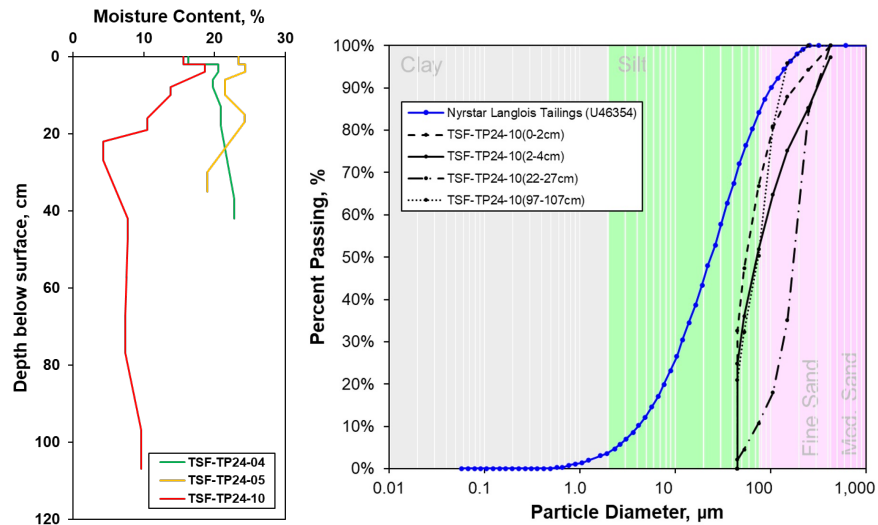 Moisture Content, %
0 10 20 30
0
20
40
60
80
100
120
Depth below surface, cm
TSF-TP24-04
TSF-TP24-05
TSF-TP24-10
100%
90%
80%
70%
60%
50%
40%
30%
20%
10%
0%
Percent Passing, %
Clay Silt
Nyrstar Langlois Tailings (U46354)
TSF-TP24-10(0-2cm)
TSF-TP24-10(2-4cm)
TSF-TP24-10(22-27cm)
TSF-TP24-10(97-107cm)
Fine Sand
Med. Sand
0.01 0.1 1.0 10 100 1,000
Particle Diameter, µm